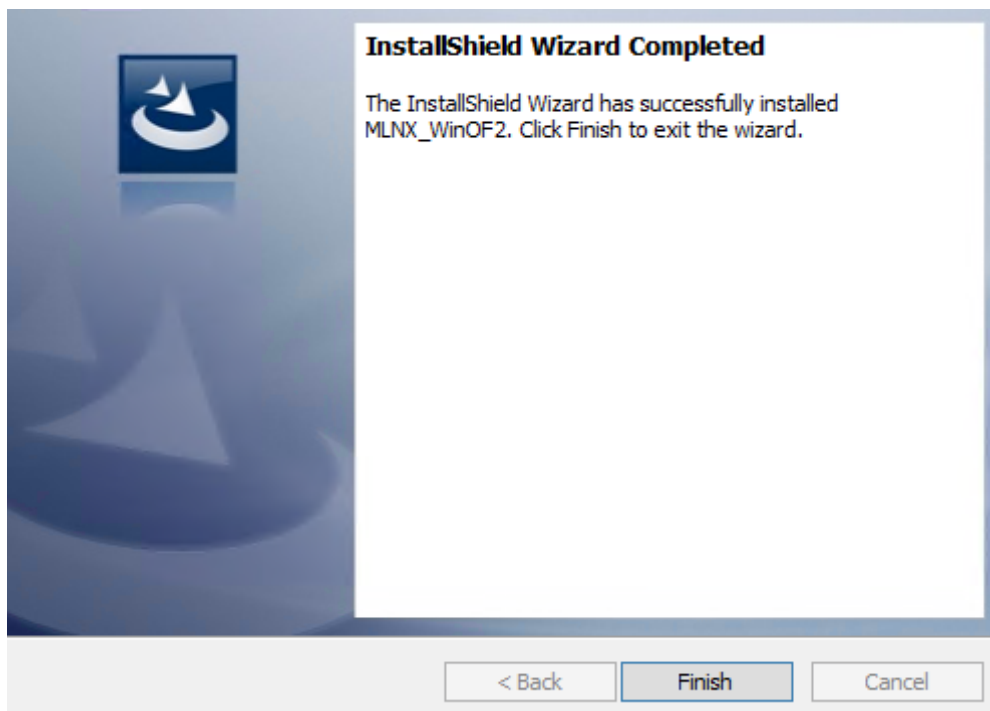 InstallShield Wizard Completed
The InstallShield Wizard has successfully installed
MLNX_WinOF2. Click Finish to exit the wizard.
< Back
Finish
Cancel